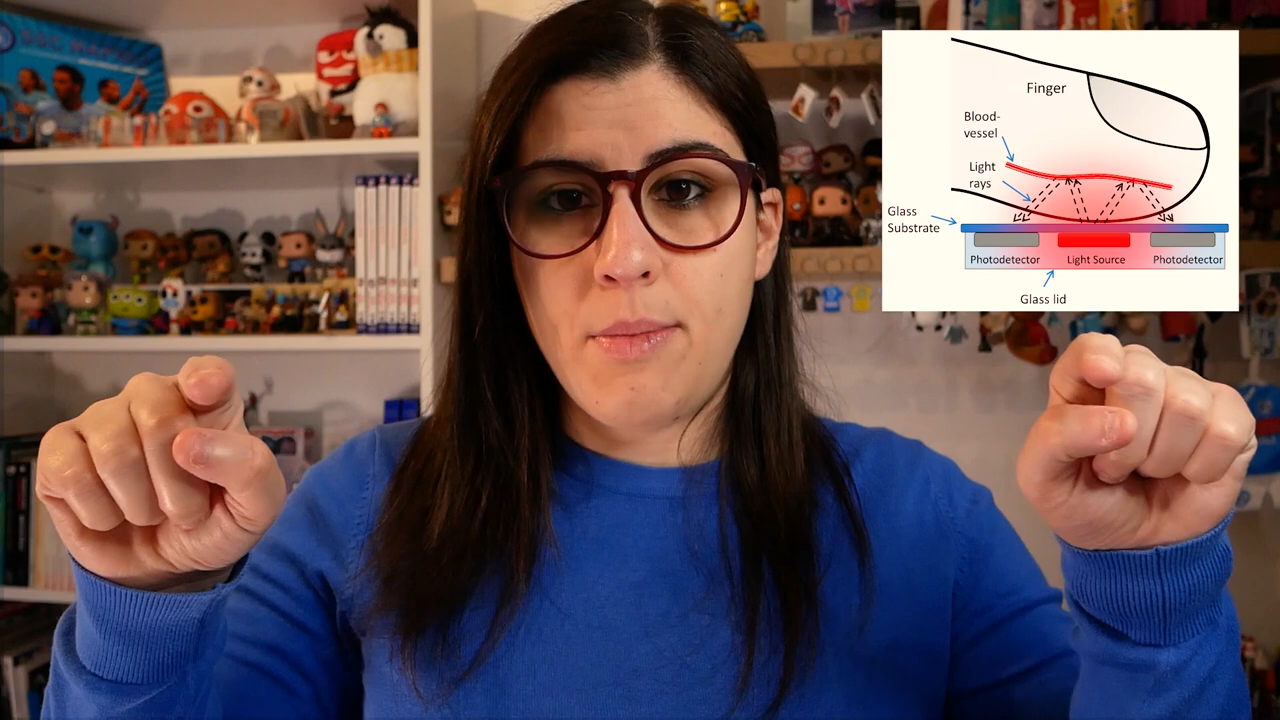 Finger
Blood-
vessel
Light
rays
Glass
Substrate
Photodetector
Light Source
Photodetector
Glass lid